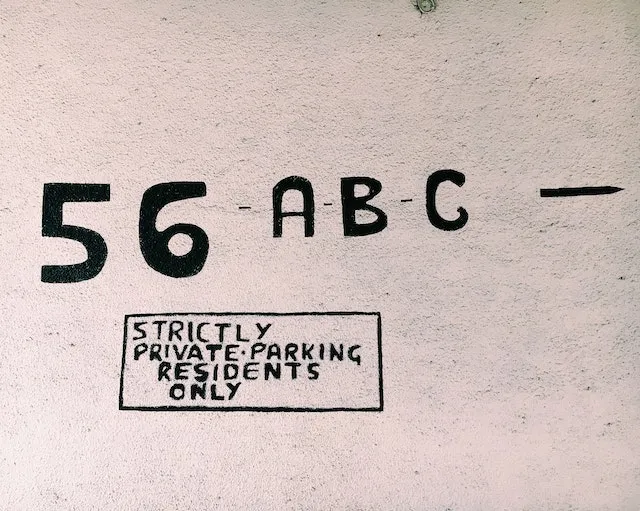 56-A-B-C
STRICTLY
PRIVATE·PARKING
RESIDENTS
ONLY